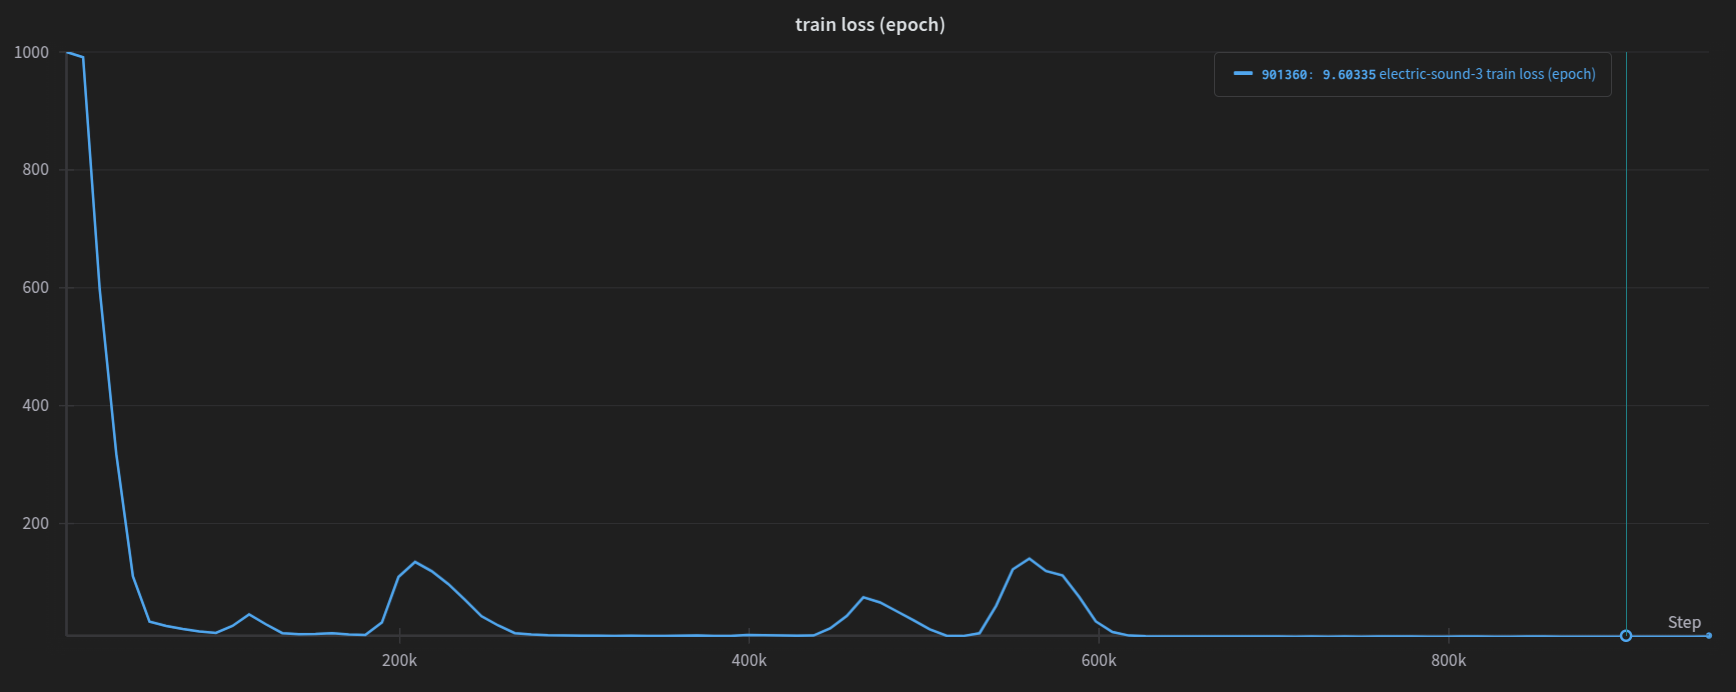 train loss (epoch)
1000
901360: 9.60335 electric-sound-3 train loss (epoch)
800
600
400
200
Step
200k
400k
600k
800k